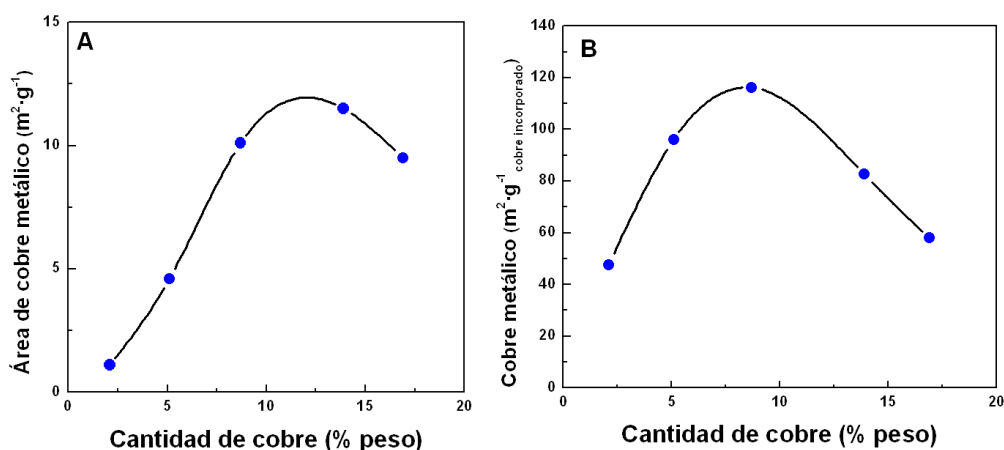 A
Área de cobre metálico (m²·g⁻¹)
15
10
5
0
0 5 10 15 20
Cantidad de cobre (% peso)
B
Cobre metálico (m²·g⁻¹ cobre incorporado)
140
120
100
80
60
40
20
0
0 5 10 15 20
Cantidad de cobre (% peso)